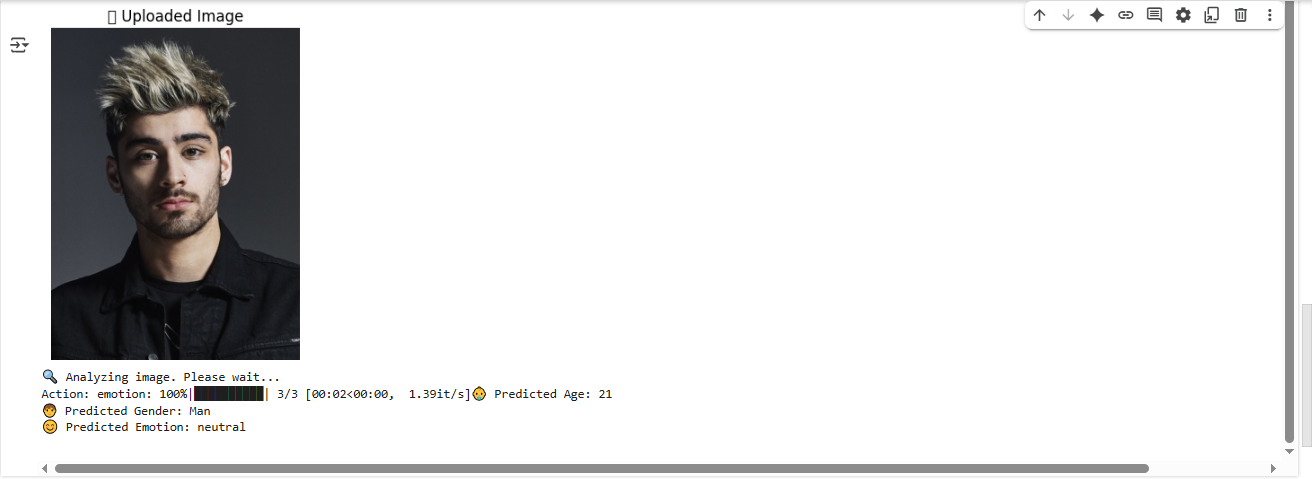 ▯ Uploaded Image
🔍 Analyzing image. Please wait...
Action: emotion: 100%|██████████| 3/3 [00:02<00:00,  1.39it/s]👶 Predicted Age: 21
🧑 Predicted Gender: Man
😊 Predicted Emotion: neutral